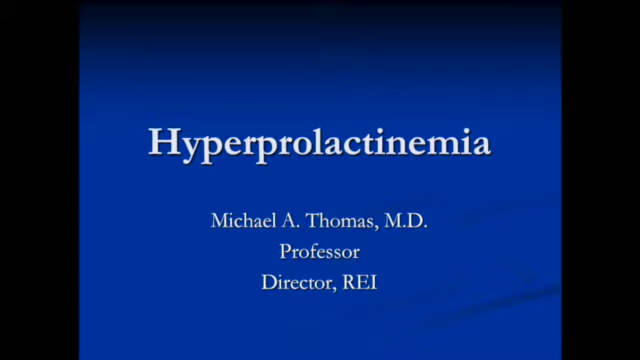 Hyperprolactinemia
Michael A. Thomas, M.D.
Professor
Director, REI